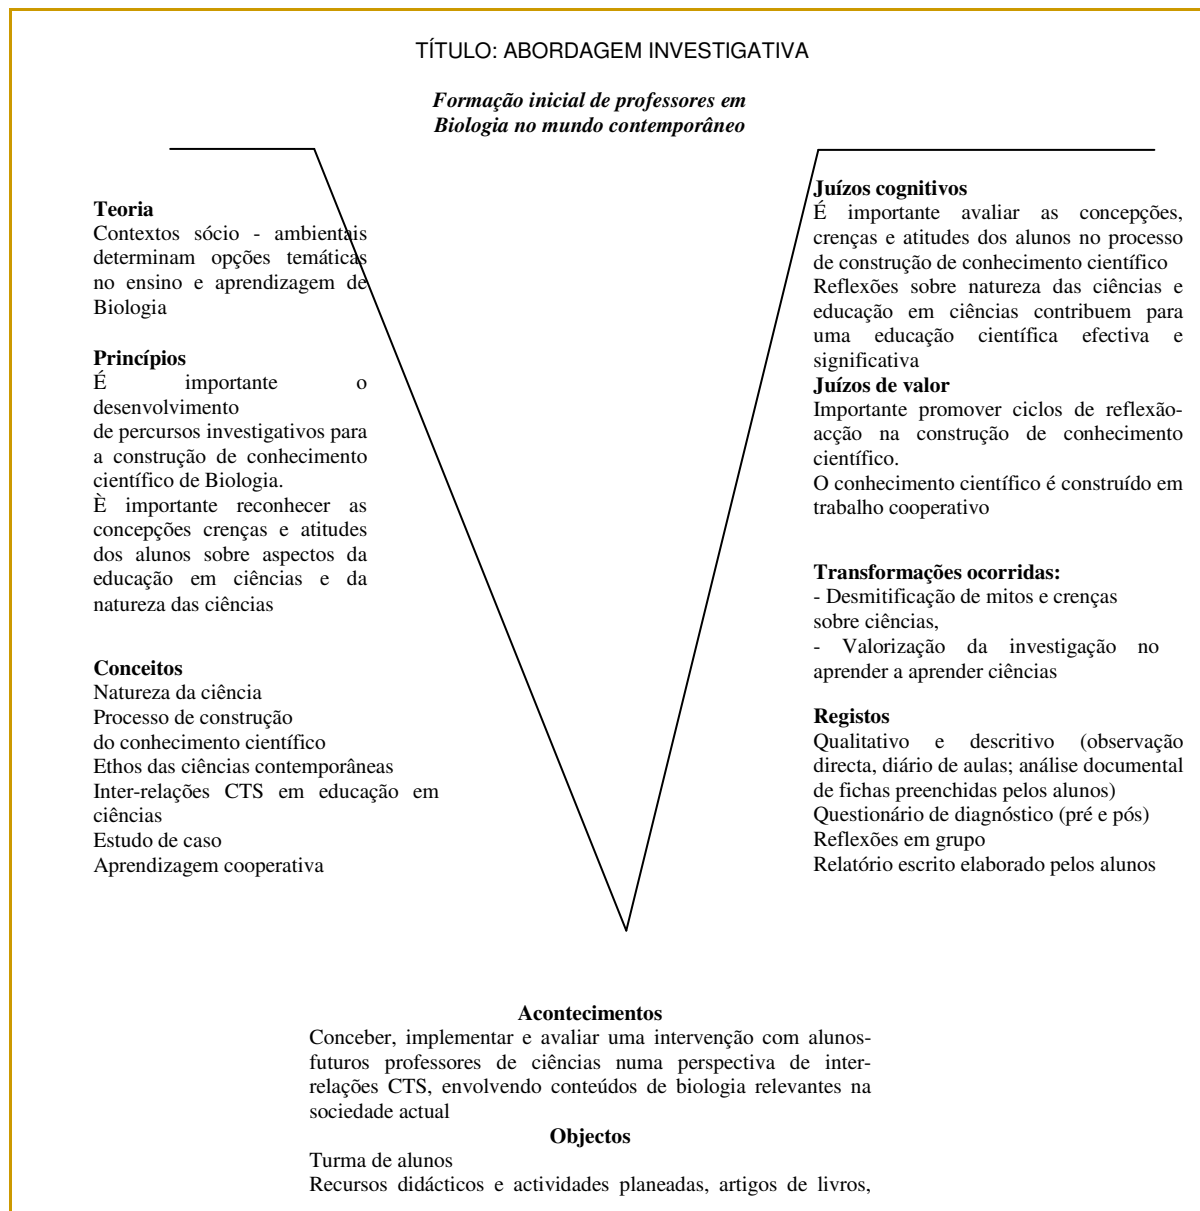 TÍTULO: ABORDAGEM INVESTIGATIVA
Formação inicial de professores em
Biologia no mundo contemporâneo
Teoria
Contextos sócio - ambientais
determinam opções temáticas
no ensino e aprendizagem de
Biologia
Princípios
É importante o
desenvolvimento
de percursos investigativos para
a construção de conhecimento
científico de Biologia.
È importante reconhecer as
concepções crenças e atitudes
dos alunos sobre aspectos da
educação em ciências e da
natureza das ciências
Conceitos
Natureza da ciência
Processo de construção
do conhecimento científico
Ethos das ciências contemporâneas
Inter-relações CTS em educação em
ciências
Estudo de caso
Aprendizagem cooperativa
Juízos cognitivos
É importante avaliar as concepções,
crenças e atitudes dos alunos no processo
de construção de conhecimento científico
Reflexões sobre natureza das ciências e
educação em ciências contribuem para
uma educação científica efectiva e
significativa
Juízos de valor
Importante promover ciclos de reflexão-
acção na construção de conhecimento
científico.
O conhecimento científico é construído em
trabalho cooperativo
Transformações ocorridas:
- Desmitificação de mitos e crenças
sobre ciências,
- Valorização da investigação no
aprender a aprender ciências
Registos
Qualitativo e descritivo (observação
directa, diário de aulas; análise documental
de fichas preenchidas pelos alunos)
Questionário de diagnóstico (pré e pós)
Reflexões em grupo
Relatório escrito elaborado pelos alunos
Acontecimentos
Conceber, implementar e avaliar uma intervenção com alunos-
futuros professores de ciências numa perspectiva de inter-
relações CTS, envolvendo conteúdos de biologia relevantes na
sociedade actual
Objectos
Turma de alunos
Recursos didácticos e actividades planeadas, artigos de livros,